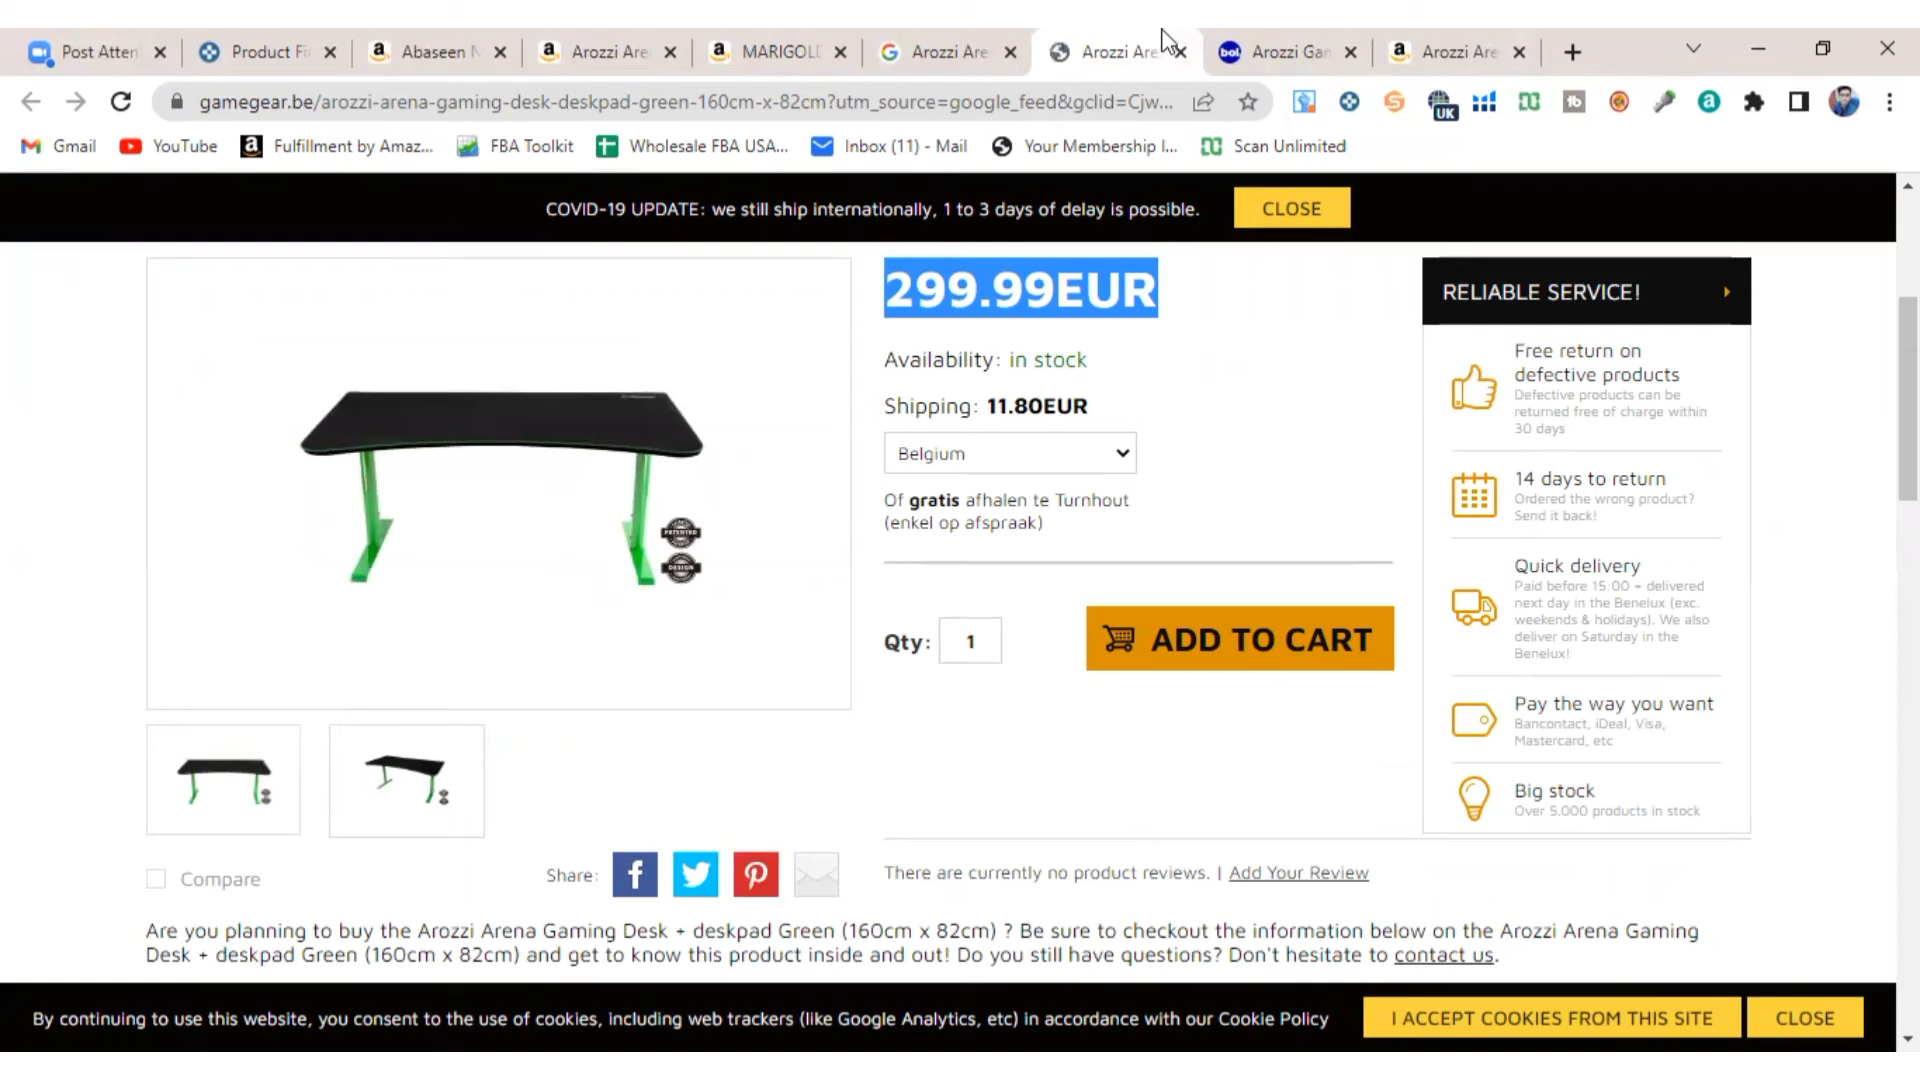 Post Atten
Product Fi
Abaseen
Arozzi Are
MARIGOLD
Arozzi Are
Arozzi Are
bol.
Arozzi Gan
Arozzi Are
gamegear.be/arozzi-arena-gaming-desk-deskpad-green-160cm-x-82cm?utm_source=google_feed&gclid=Cjw...
UK
Gmail
YouTube
Fulfillment by Amaz...
FBA Toolkit
Wholesale FBA USA...
Inbox (11) - Mail
Your Membership I...
Scan Unlimited
COVID-19 UPDATE: we still ship internationally, 1 to 3 days of delay is possible.
CLOSE
299.99EUR
Availability: in stock
Shipping: 11.80EUR
Belgium
Of gratis afhalen te Turnhout
(enkel op afspraak)
Qty: 1
ADD TO CART
RELIABLE SERVICE!
Free return on
defective products
Defective products can be
returned free of charge within
30 days
14 days to return
Ordered the wrong product?
Send it back!
Quick delivery
Paid before 15:00 = delivered
next day in the Benelux (exc.
weekends & holidays). We also
deliver on Saturday in the
Benelux!
Pay the way you want
Bancontact, iDeal, Visa,
Mastercard, etc
Big stock
Over 5.000 products in stock
PATENTED
DESIGN
Compare
Share:
There are currently no product reviews. | Add Your Review
Are you planning to buy the Arozzi Arena Gaming Desk + deskpad Green (160cm x 82cm) ? Be sure to checkout the information below on the Arozzi Arena Gaming
Desk + deskpad Green (160cm x 82cm) and get to know this product inside and out! Do you still have questions? Don't hesitate to contact us.
By continuing to use this website, you consent to the use of cookies, including web trackers (like Google Analytics, etc) in accordance with our Cookie Policy
I ACCEPT COOKIES FROM THIS SITE
CLOSE